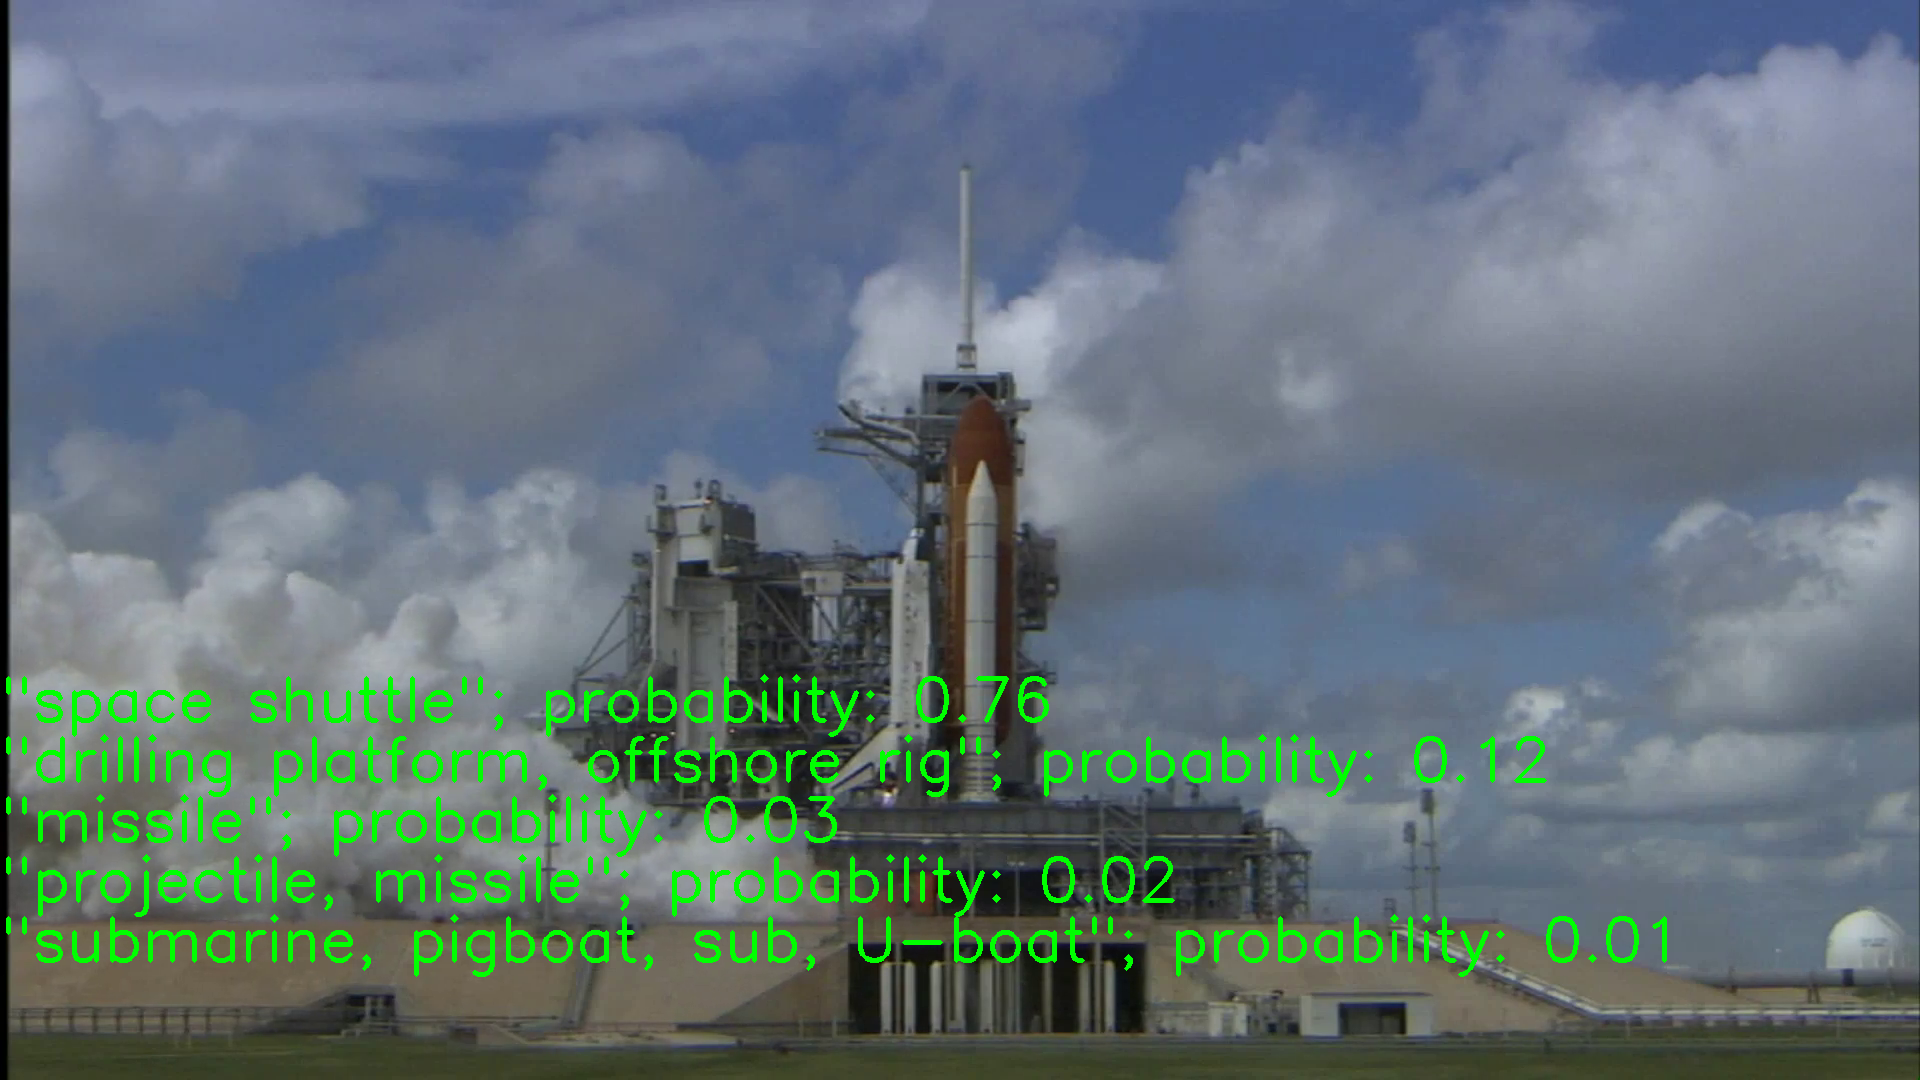 "space shuttle"; probability: 0.76
"drilling platform, offshore rig"; probability: 0.12
"missile"; probability: 0.03
"projectile, missile"; probability: 0.02
"submarine, pigboat, sub, U-boat"; probability: 0.01